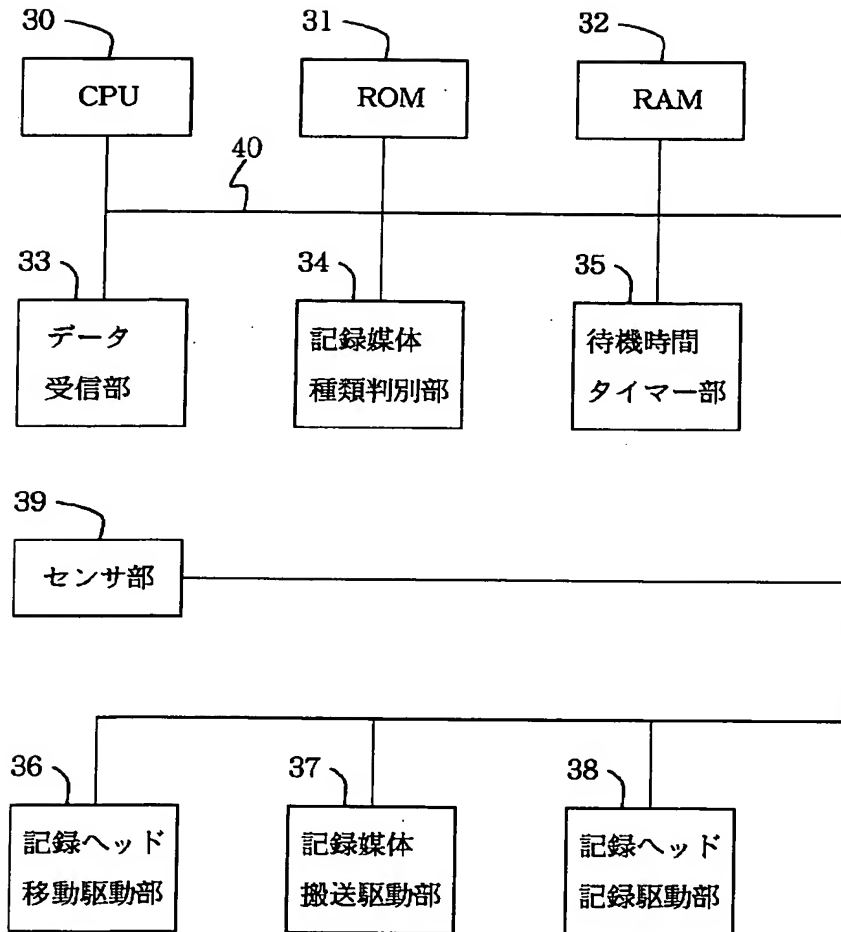 30
31
32
CPU
ROM
RAM
40
33
34
35
データ
受信部
記録媒体
種類判別部
待機時間
タイマー部
39
センサ部
36
37
38
記録ヘッド
移動駆動部
記録媒体
搬送駆動部
記録ヘッド
記録駆動部